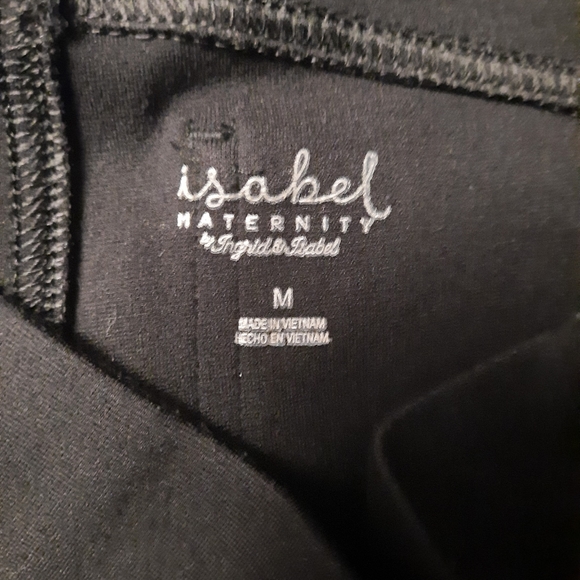 isabel
MATERNITY
by Ingrid & Isabel
M
MADE IN VIETNAM
HECHO EN VIETNAM